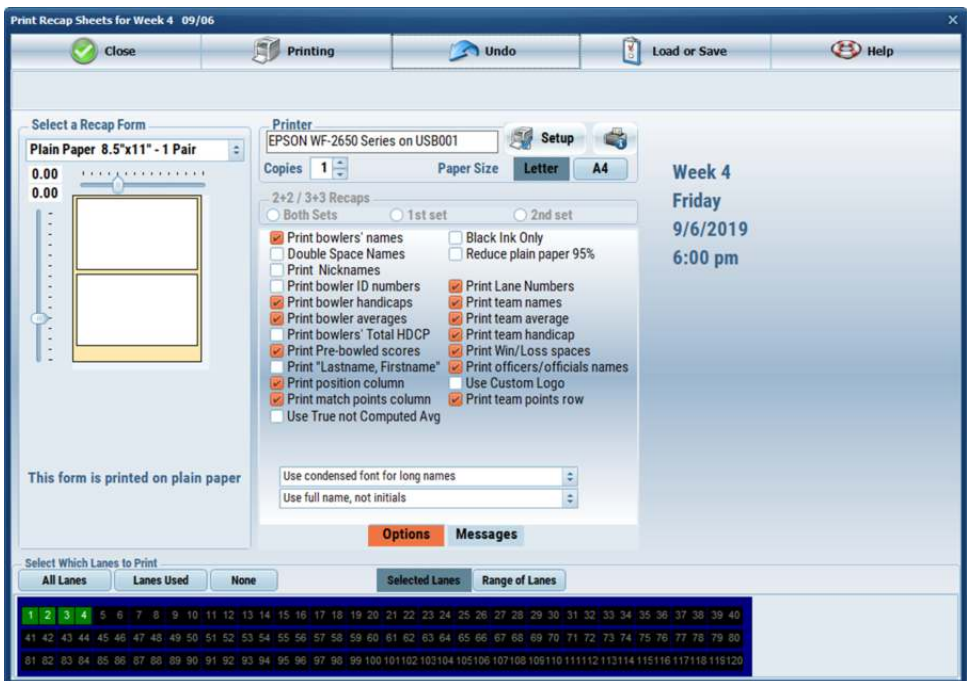 Print Recap Sheets for Week 4 09/06
Close Printing Undo Load or Save Help
Select a Recap Form
Plain Paper 8.5"x11" - 1 Pair
0.00
0.00
This form is printed on plain paper
Printer
EPSON WF-2650 Series on USB001 Setup
Copies 1 Paper Size Letter A4
2+2 / 3+3 Recaps
Both Sets 1st set 2nd set
Print bowlers' names Black Ink Only
Double Space Names Reduce plain paper 95%
Print Nicknames
Print bowler ID numbers Print Lane Numbers
Print bowler handicaps Print team names
Print bowler averages Print team average
Print bowlers' Total HDCP Print team handicap
Print Pre-bowled scores Print Win/Loss spaces
Print "Lastname, Firstname" Print officers/officials names
Print position column Use Custom Logo
Print match points column Print team points row
Use True not Computed Avg
Use condensed font for long names
Use full name, not initials
Options Messages
Week 4
Friday
9/6/2019
6:00 pm
Select Which Lanes to Print
All Lanes Lanes Used None Selected Lanes Range of Lanes
1 2 3 4 5 6 7 8 9 10 11 12 13 14 15 16 17 18 19 20 21 22 23 24 25 26 27 28 29 30 31 32 33 34 35 36 37 38 39 40
41 42 43 44 45 46 47 48 49 50 51 52 53 54 55 56 57 58 59 60 61 62 63 64 65 66 67 68 69 70 71 72 73 74 75 76 77 78 79 80
81 82 83 84 85 86 87 88 89 90 91 92 93 94 95 96 97 98 99 100 101 102 103 104 105 106 107 108 109 110 111 112 113 114 115 116 117 118 119 120